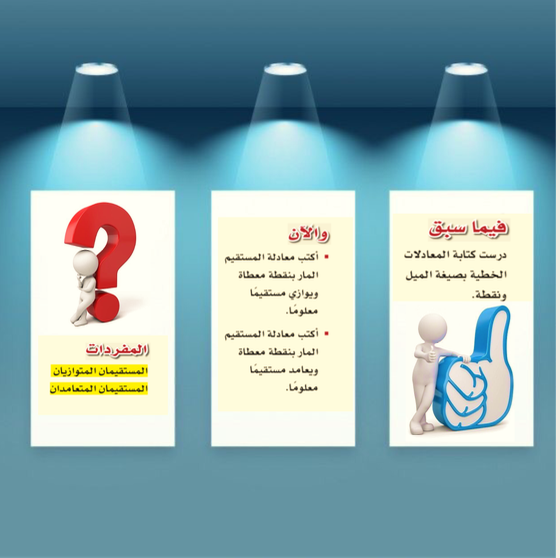 فيما سبق
درست كتابة المعادلات
الخطية بصيغة الميل
ونقطة.
والآن
▪ أكتب معادلة المستقيم
المار بنقطة معطاة
ويوازي مستقيمًا
معلومًا.
▪ أكتب معادلة المستقيم
المار بنقطة معطاة
ويعامد مستقيمًا
معلومًا.
المفردات
المستقيمان المتوازيان
المستقيمان المتعامدان